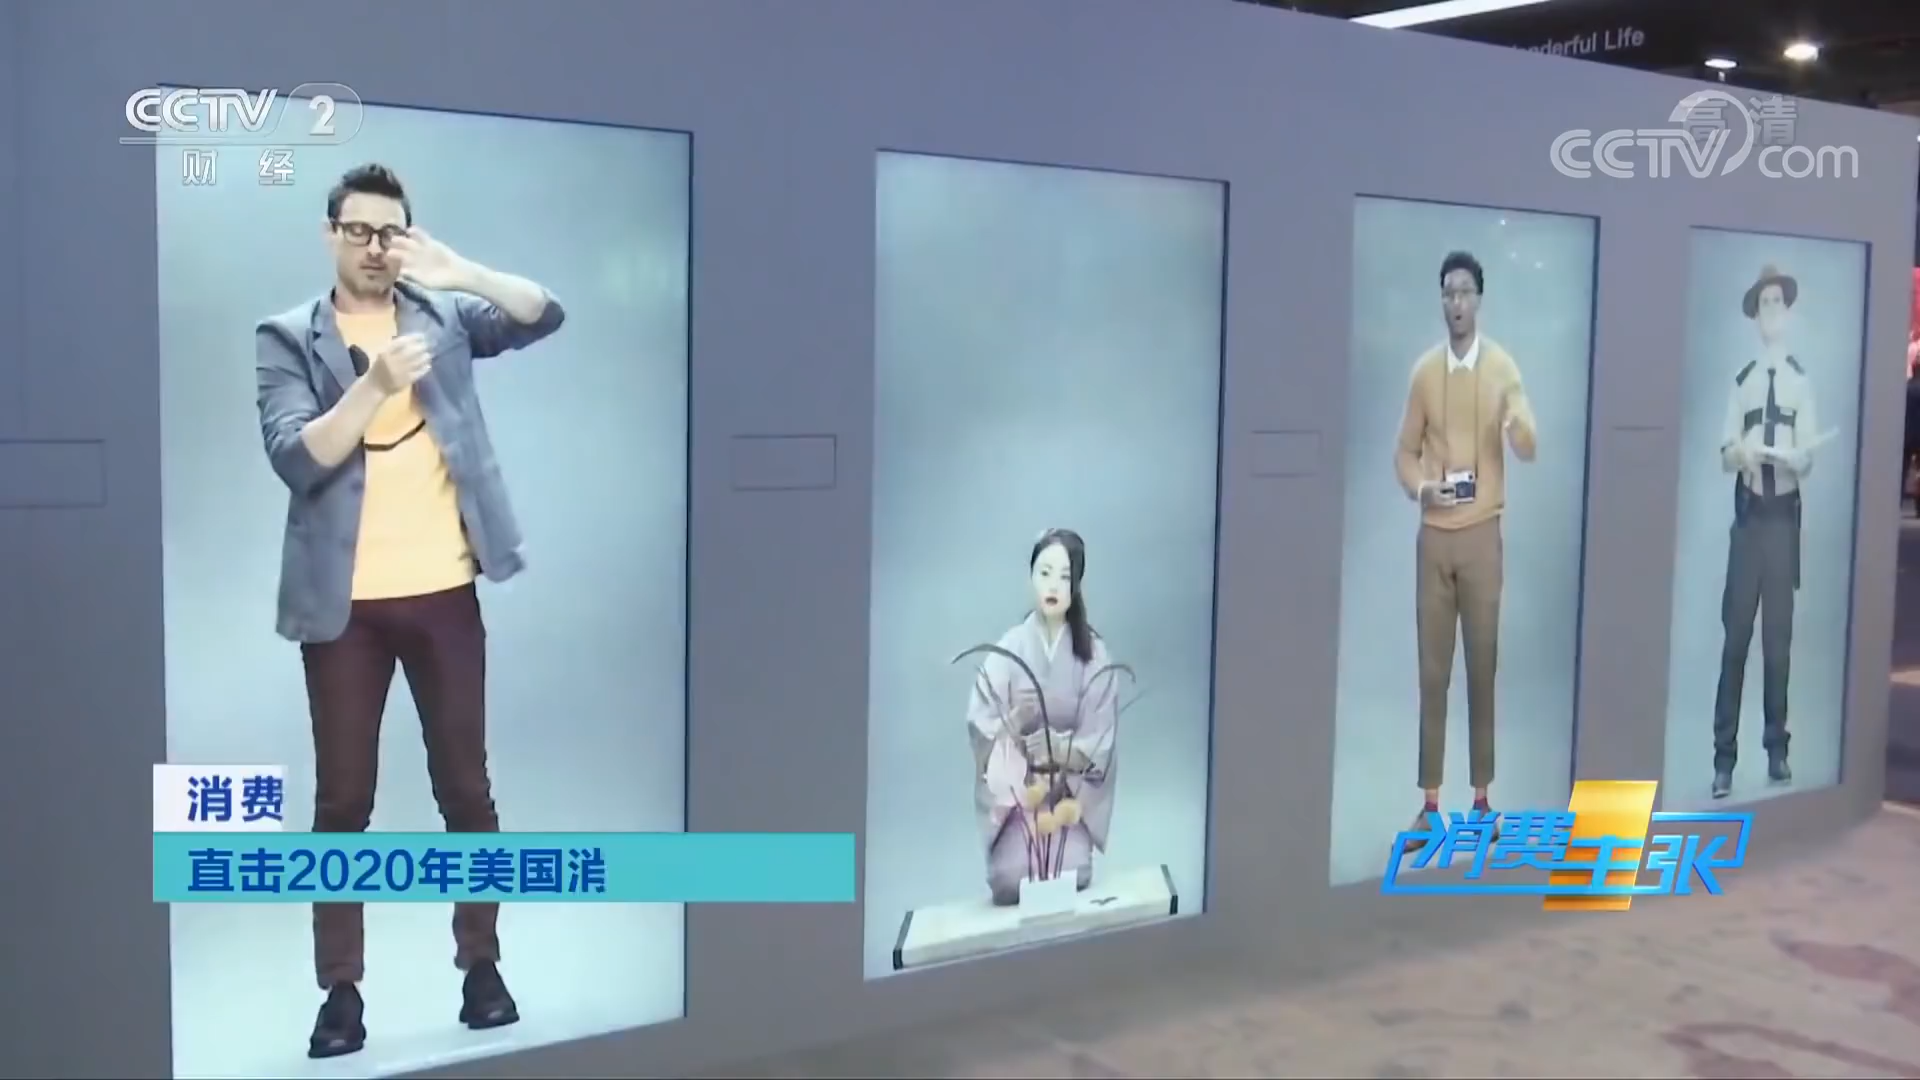 CCTV 2
财 经
高清
CCTV com
onderful Life
消费
直击2020年美国消
消费主张